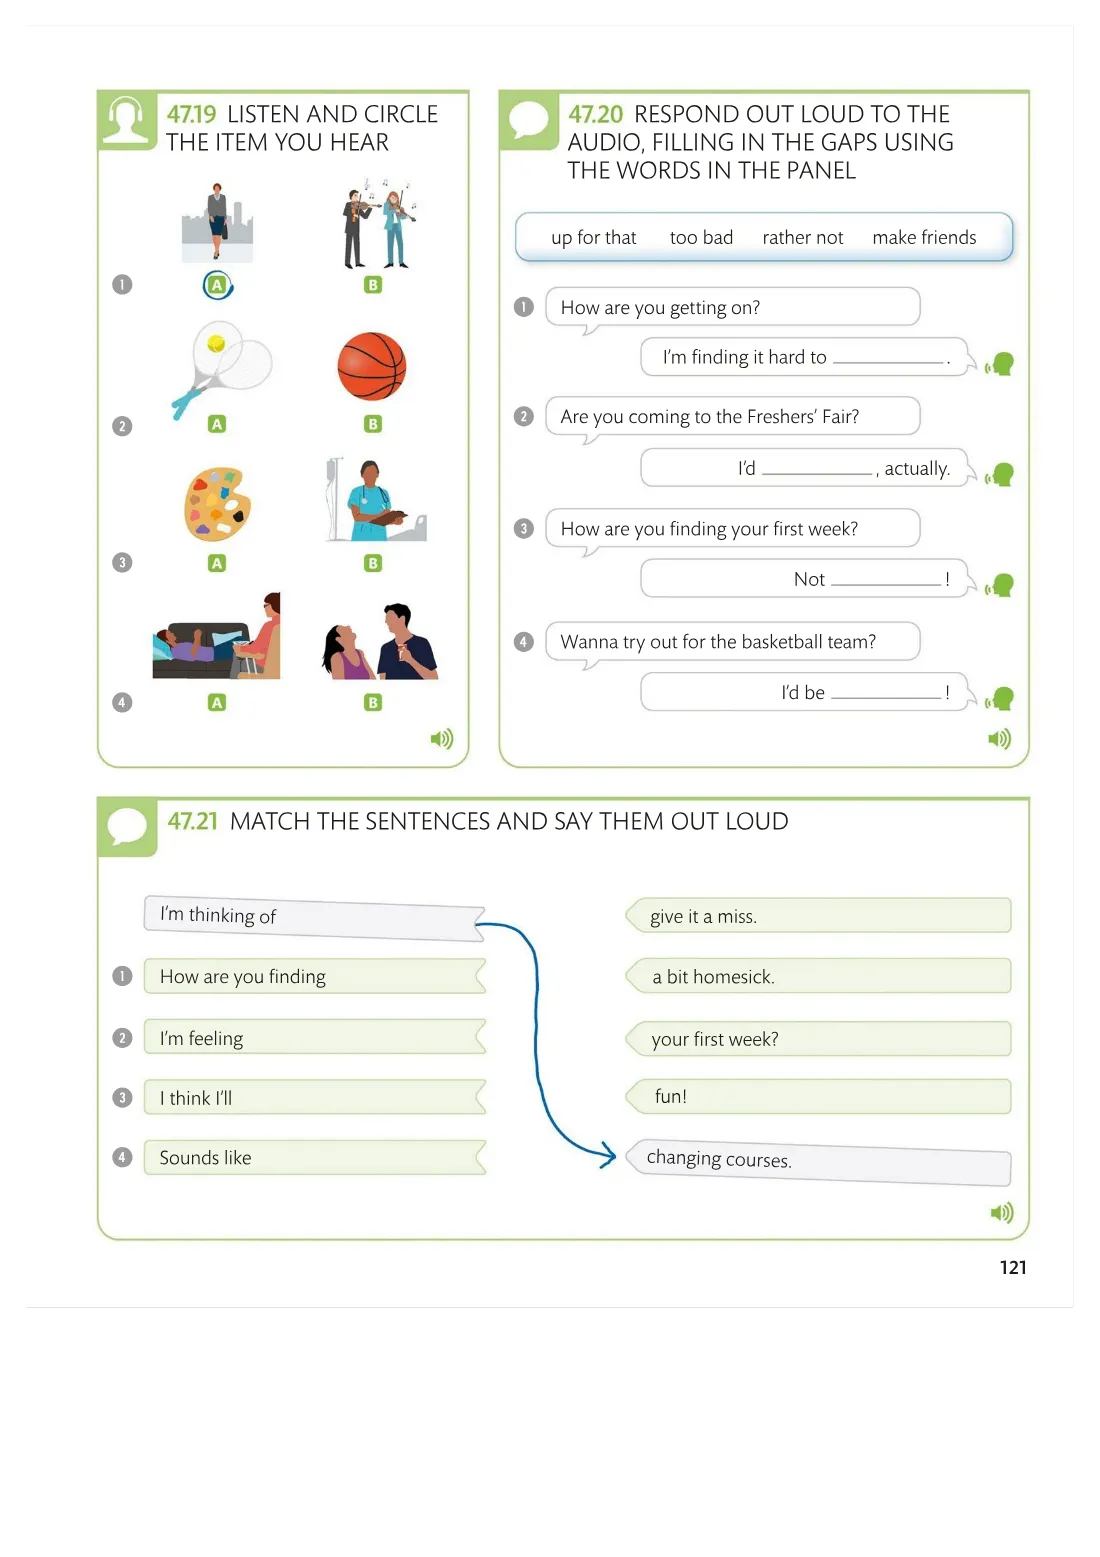 47.19 LISTEN AND CIRCLE
THE ITEM YOU HEAR
1 A B
2 A B
3 A B
4 A B
47.20 RESPOND OUT LOUD TO THE
AUDIO, FILLING IN THE GAPS USING
THE WORDS IN THE PANEL
up for that too bad rather not make friends
1 How are you getting on?
I'm finding it hard to ____________ .
2 Are you coming to the Freshers' Fair?
I'd ____________ , actually.
3 How are you finding your first week?
Not ____________ !
4 Wanna try out for the basketball team?
I'd be ____________ !
47.21 MATCH THE SENTENCES AND SAY THEM OUT LOUD
I'm thinking of
give it a miss.
1 How are you finding
a bit homesick.
2 I'm feeling
your first week?
3 I think I'll
fun!
4 Sounds like
changing courses.
121